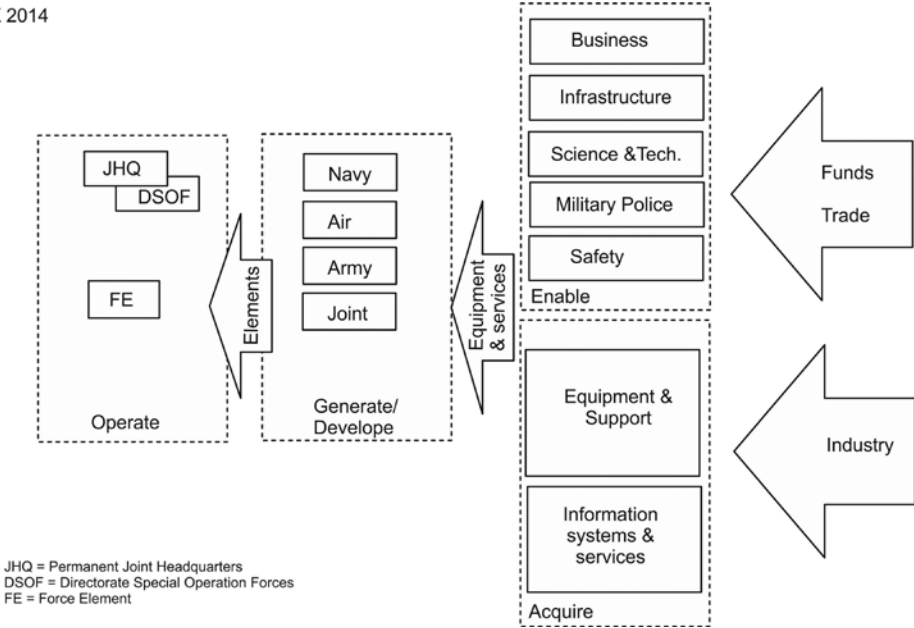 2014
Business
Infrastructure
Science &Tech.
Military Police
Safety
Enable
Funds
Trade
JHQ
DSOF
FE
Operate
Elements
Navy
Air
Army
Joint
Generate/
Develope
Equipment
& services
Equipment &
Support
Information
systems &
services
Acquire
Industry
JHQ = Permanent Joint Headquarters
DSOF = Directorate Special Operation Forces
FE = Force Element